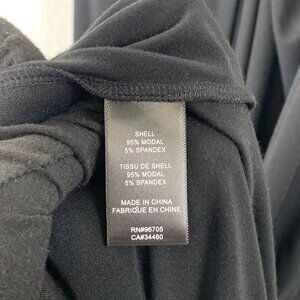 SHELL
95% MODAL
5% SPANDEX
TISSU DE SHELL
95% MODAL
5% SPANDEX
MADE IN CHINA
FABRIQUÉ EN CHINE
RN#96705
CA#34460